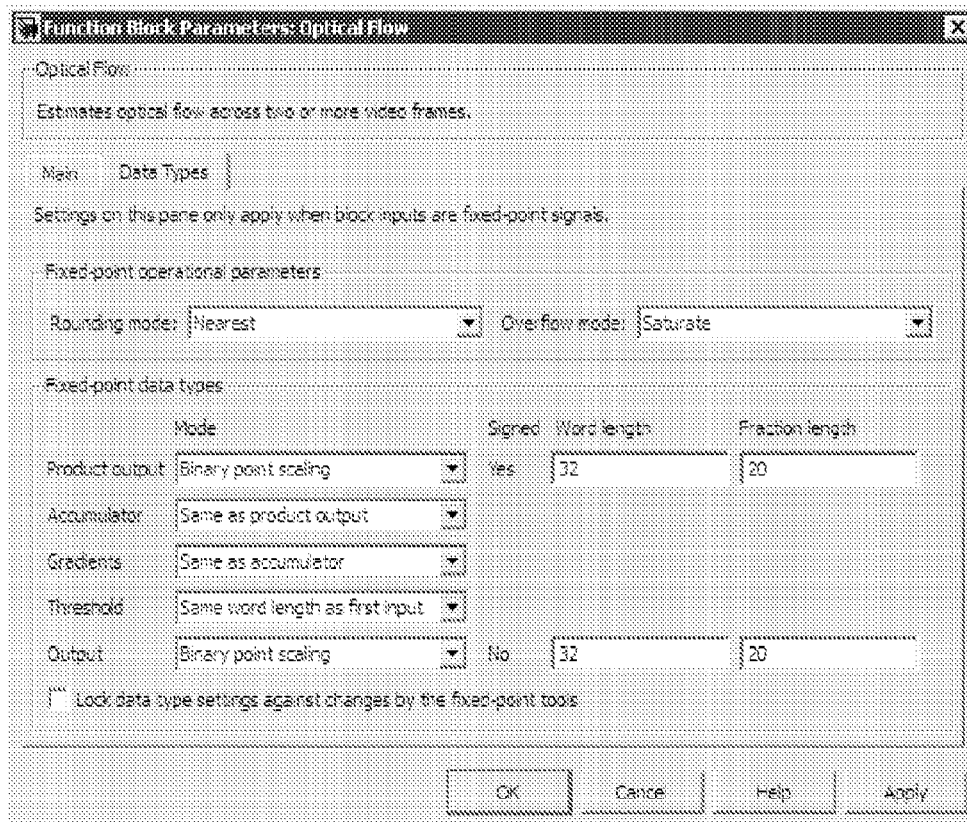 Function Block Parameters: Optical Flow
Optical Flow
Estimates optical flow across two or more video frames.
Main Data Types
Settings on this pane only apply when block inputs are fixed-point signals.
Fixed-point operational parameters
Rounding mode: Nearest Overflow mode: Saturate
Fixed-point data types
Mode Signed Word length Fraction length
Product output Binary point scaling Yes 32 20
Accumulator Same as product output
Gradients Same as accumulator
Threshold Same word length as first input
Output Binary point scaling No 32 20
Lock data type settings against changes by the fixed-point tools
OK Cancel Help Apply